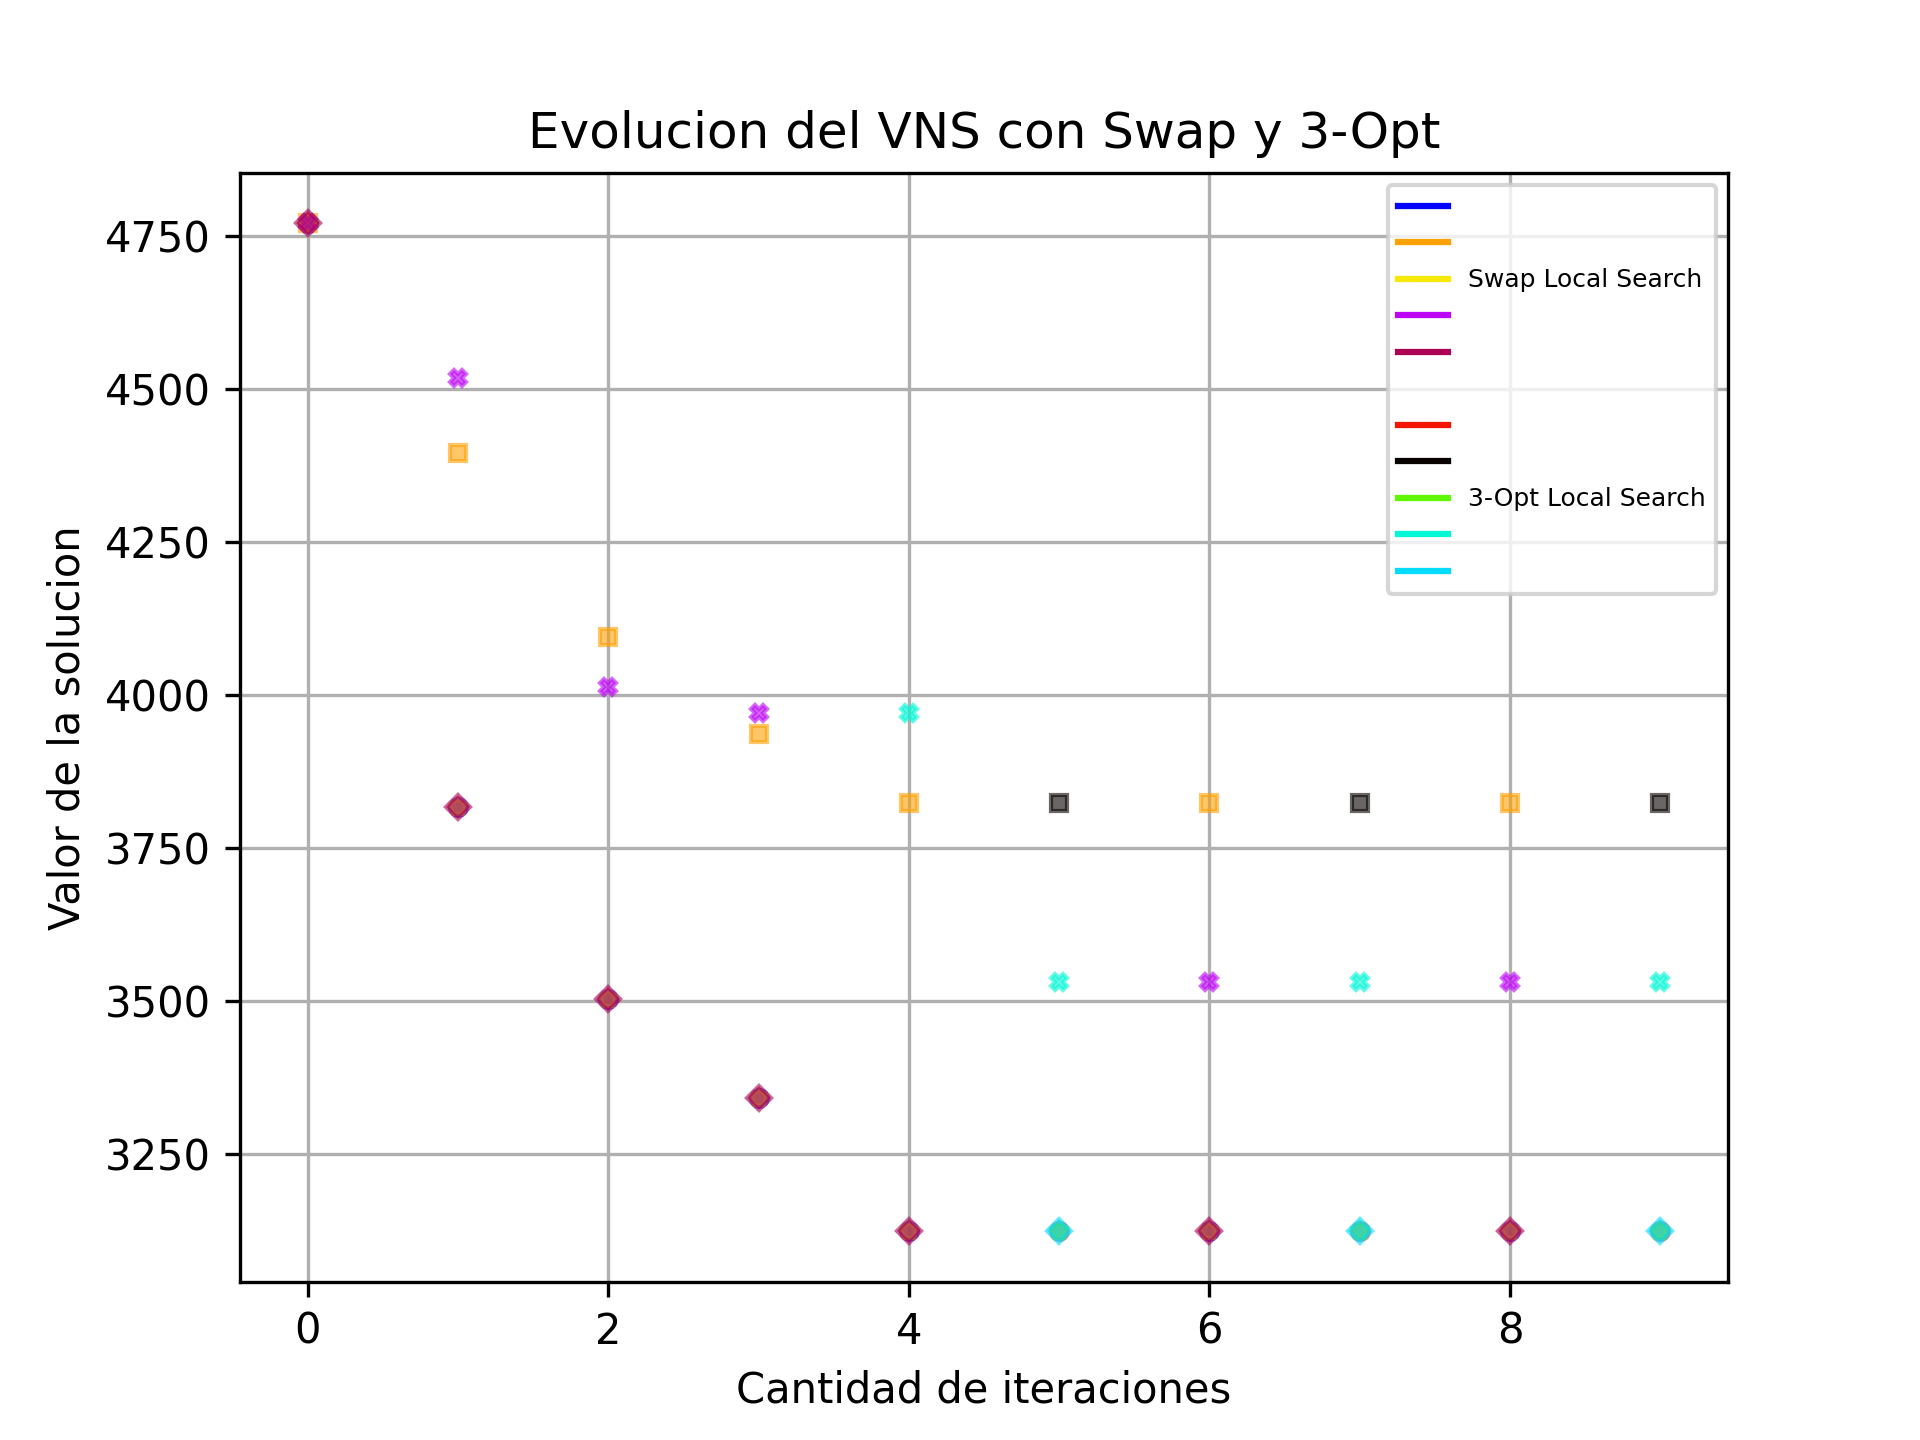 Evolucion del VNS con Swap y 3-Opt
Swap Local Search
3-Opt Local Search
Valor de la solucion
4750
4500
4250
4000
3750
3500
3250
0 2 4 6 8
Cantidad de iteraciones